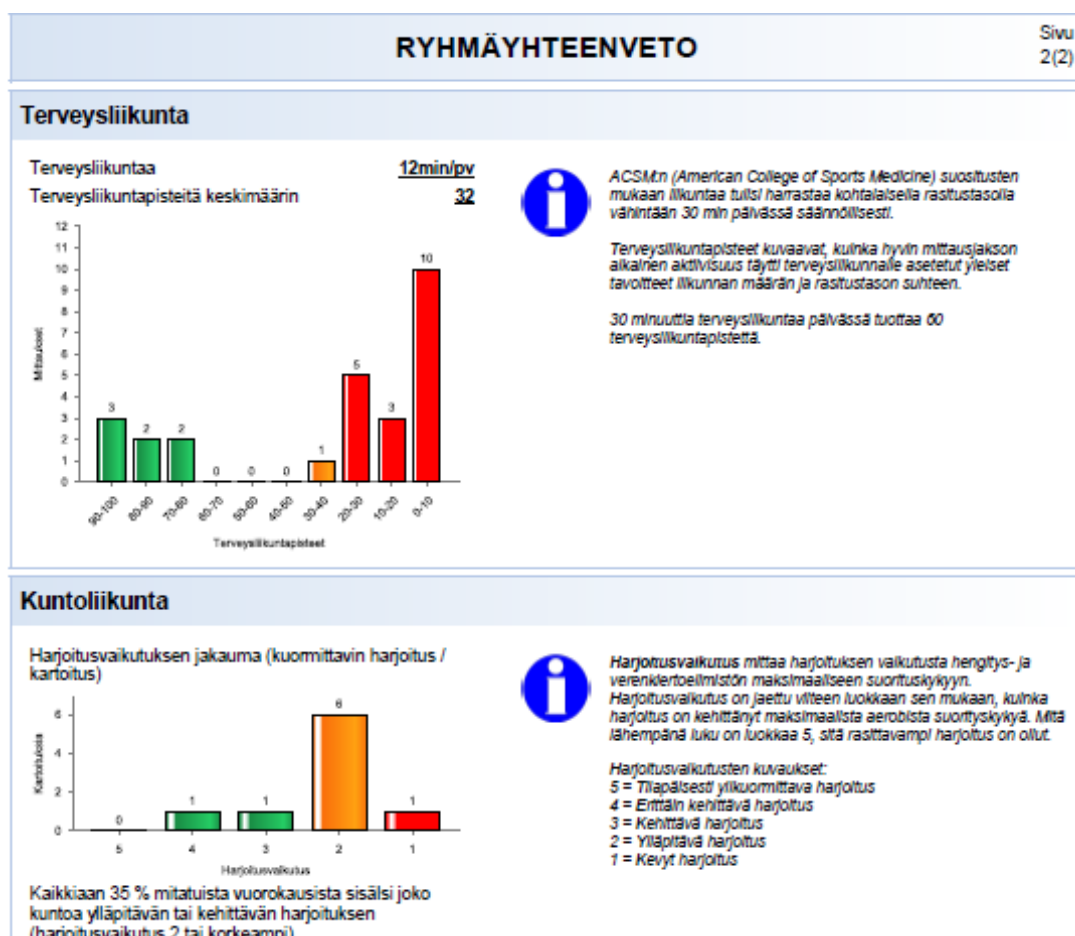 RYHMÄYHTEENVETO
Sivu
2(2)
Terveysliikunta
Terveysliikuntaa 12min/pv
Terveysliikuntapisteitä keskimäärin 32
12
11
10
9
8
7
6
5
4
3
2
1
0
Mittaukset
3
2
2
0
0
0
1
5
3
10
90-100
80-90
70-80
60-70
50-60
40-50
30-40
20-30
10-20
0-10
Terveysliikuntapisteet
ACSM:n (American College of Sports Medicine) suositusten
mukaan liikuntaa tulisi harrastaa kohtalaisella rasitustasolla
vähintään 30 min päivässä säännöllisesti.
Terveysliikuntapisteet kuvaavat, kuinka hyvin mittausjakson
aikainen aktiivisuus täytti terveysliikunnalle asetetut yleiset
tavoitteet liikunnan määrän ja rasitustason suhteen.
30 minuuttia terveysliikuntaa päivässä tuottaa 60
terveysliikuntapistettä.
Kuntoliikunta
Harjoitusvaikutuksen jakauma (kuormittavin harjoitus /
kartoitus)
6
4
2
0
Kartoituksia
0
1
1
6
1
5
4
3
2
1
Harjoitusvaikutus
Kaikkiaan 35 % mitatuista vuorokausista sisälsi joko
kuntoa ylläpitävän tai kehittävän harjoituksen
(harjoitusvaikutus 2 tai korkeampi)
Harjoitusvaikutus mittaa harjoituksen vaikutusta hengitys- ja
verenkiertoelimistön maksimaaliseen suorituskykyyn.
Harjoitusvaikutus on jaettu viiteen luokkaan sen mukaan, kuinka
harjoitus on kehittänyt maksimaalista aerobista suorityskykyä. Mitä
lähempänä luku on luokkaa 5, sitä rasittavampi harjoitus on ollut.
Harjoitusvaikutusten kuvaukset:
5 = Tilapäisesti ylikuormittava harjoitus
4 = Erittäin kehittävä harjoitus
3 = Kehittävä harjoitus
2 = Ylläpitävä harjoitus
1 = Kevyt harjoitus